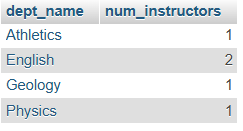 dept_name num_instructors
Athletics 1
English 2
Geology 1
Physics 1